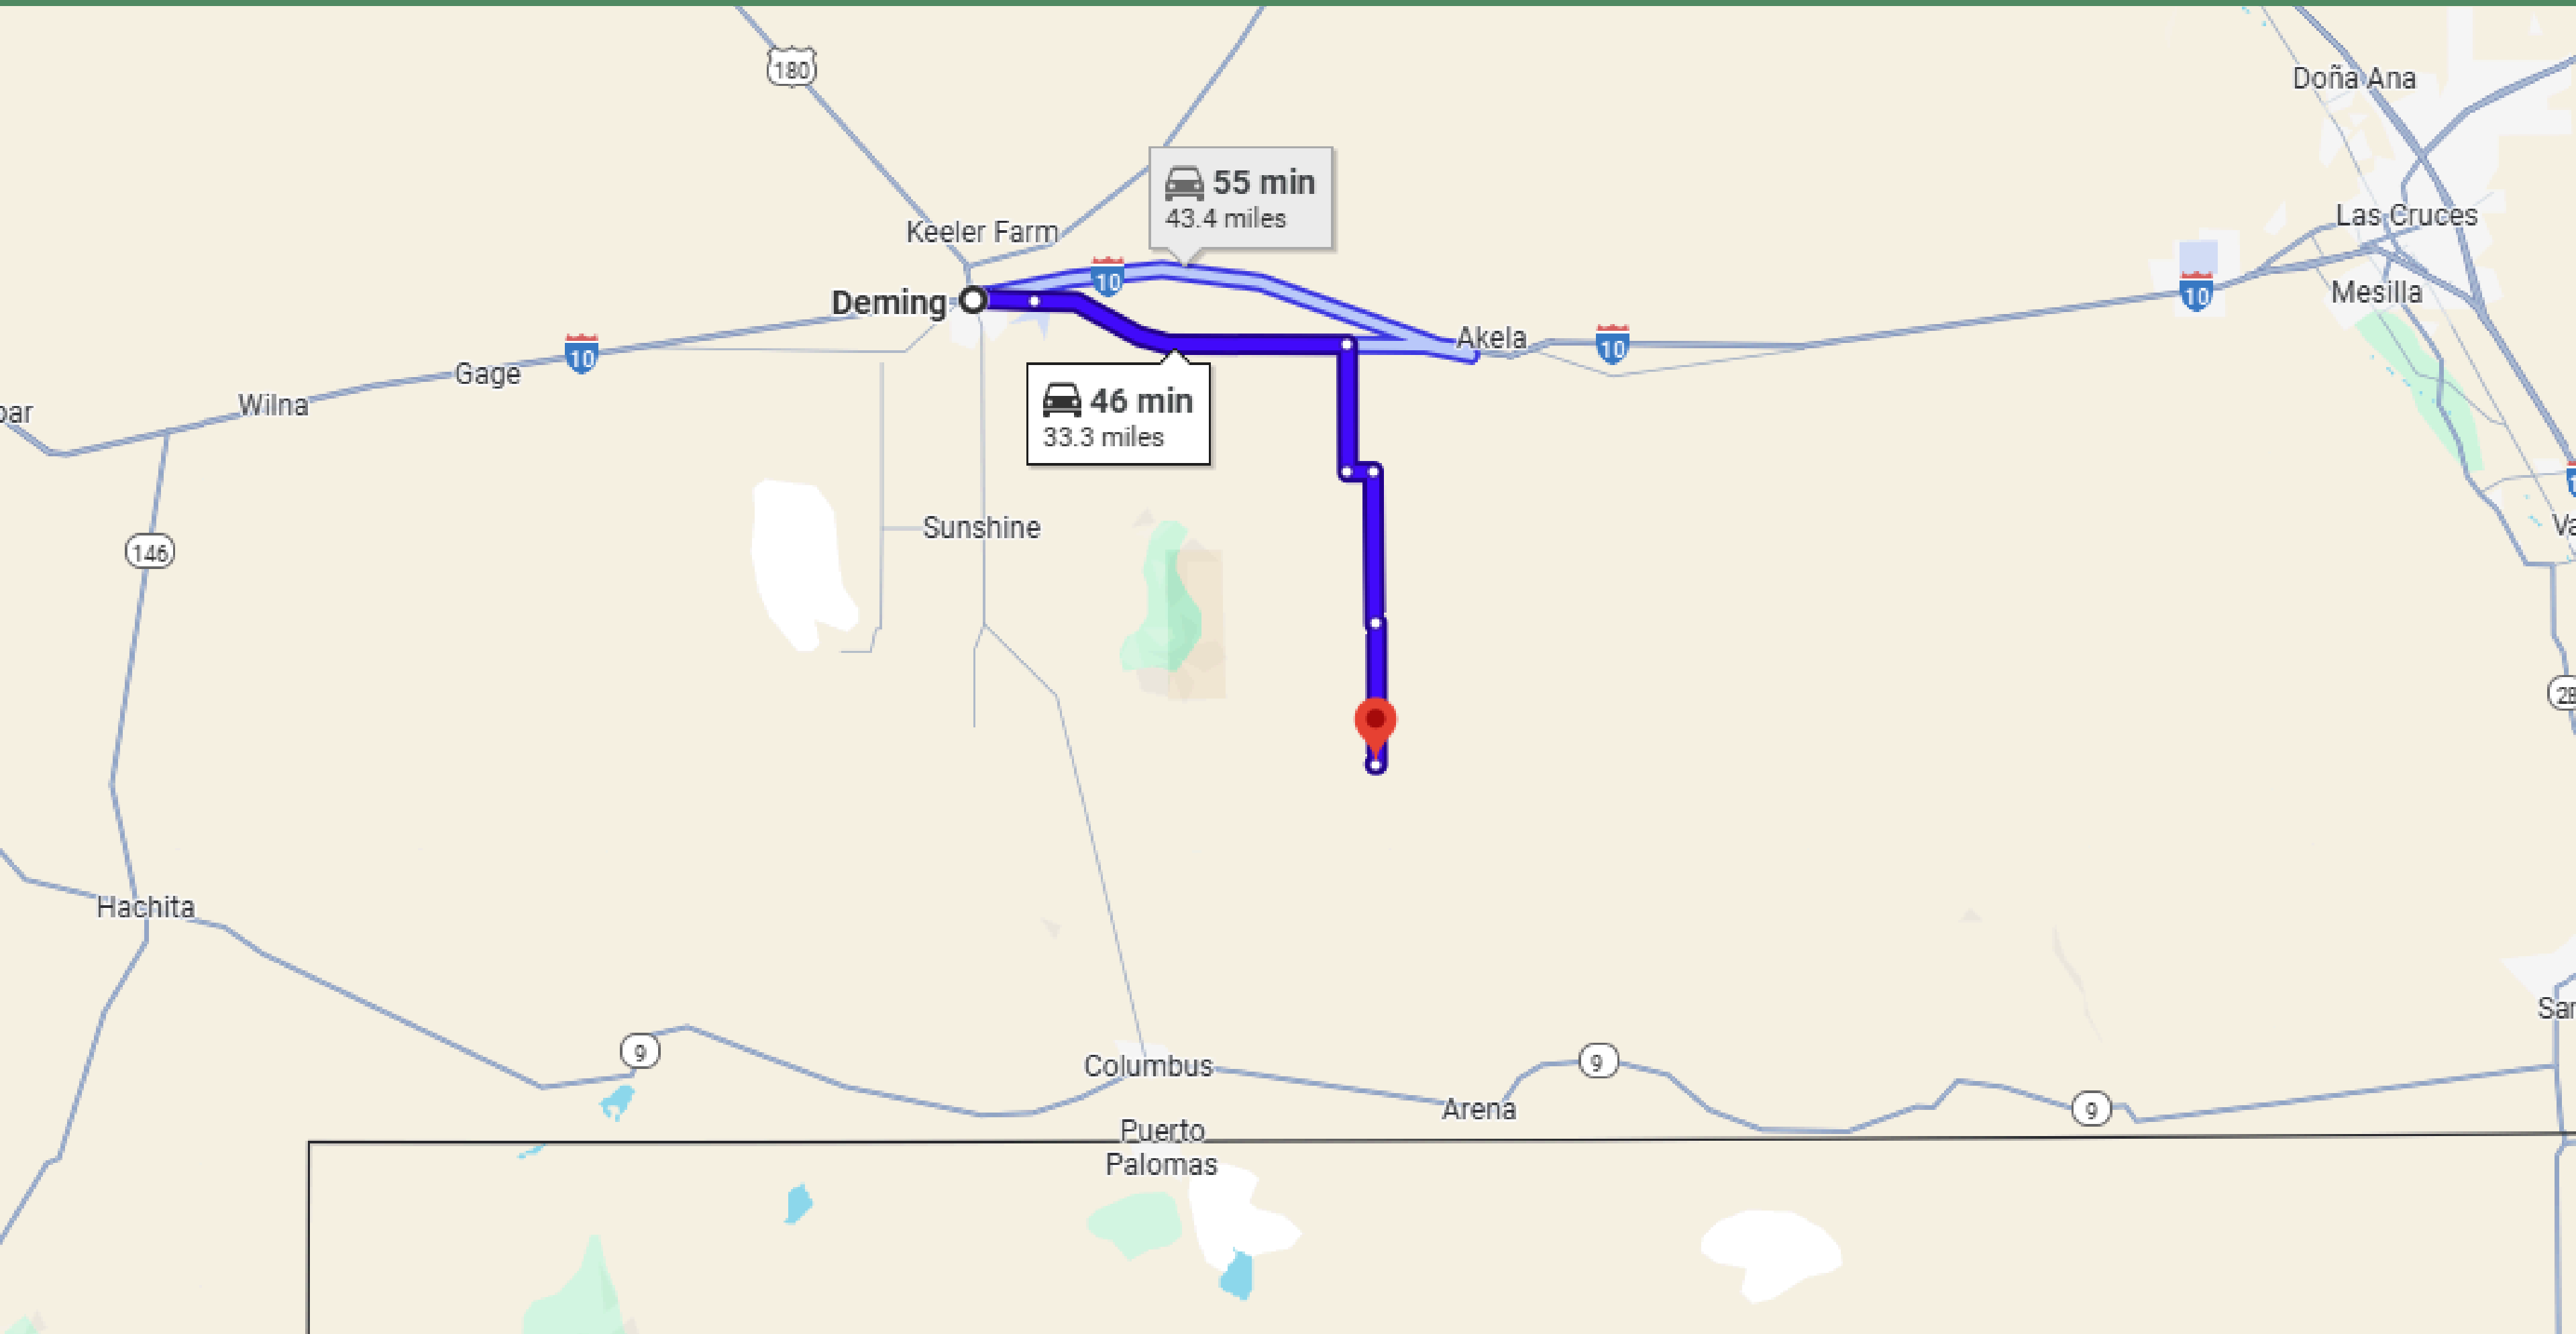 180
Doña Ana
55 min
43.4 miles
Keeler Farm
Las Cruces
10
10
Deming
Mesilla
Akela
10
10
Gage
46 min
33.3 miles
Wilna
Sunshine
146
28
Hachita
Columbus
9
9
Arena
9
Puerto
Palomas